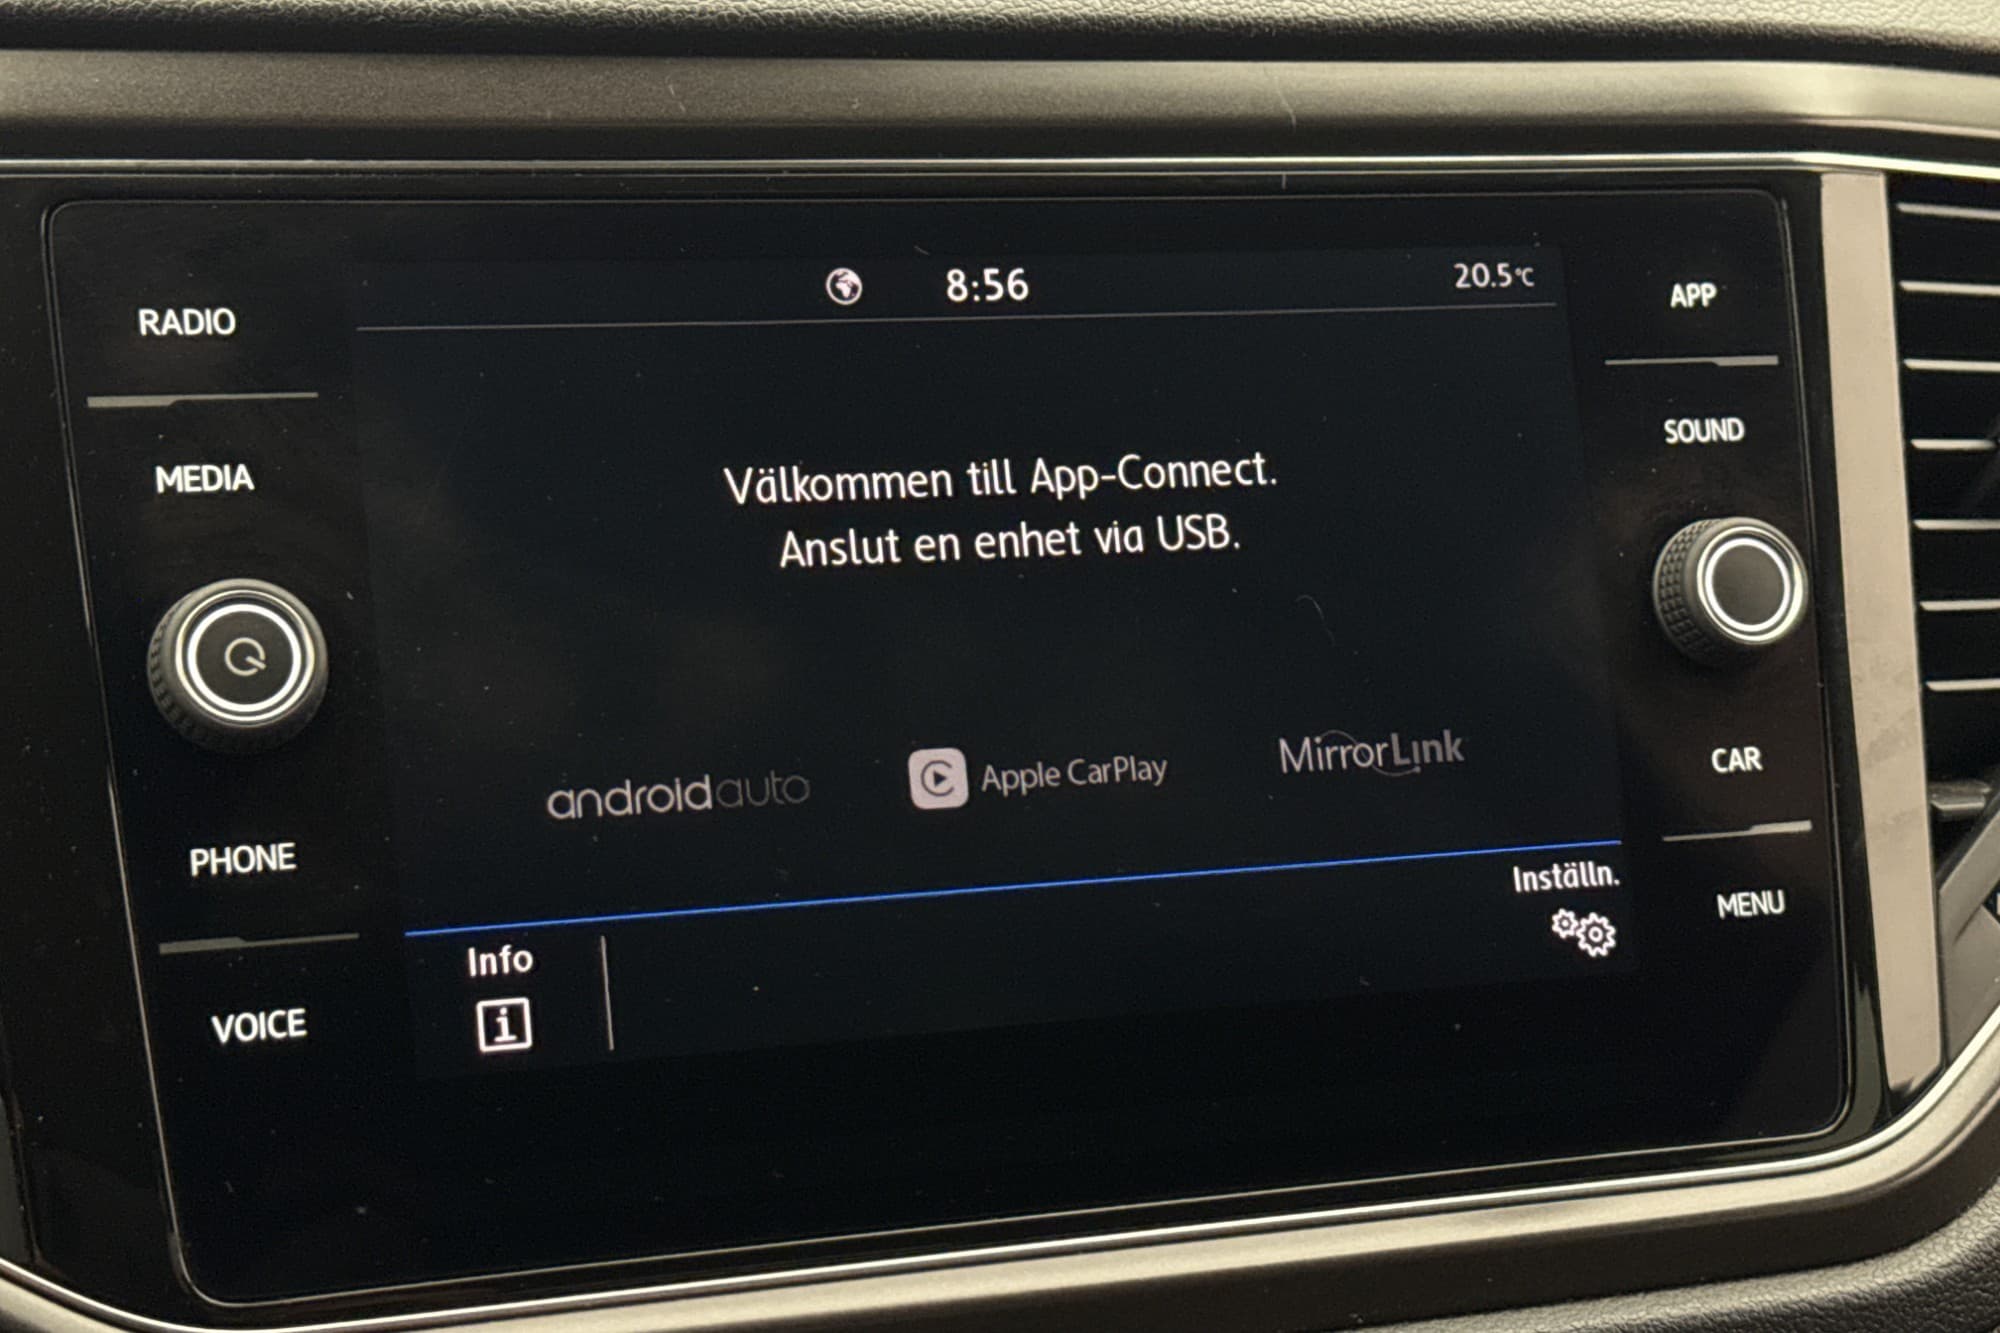 RADIO
MEDIA
PHONE
VOICE
8:56
20.5°C
Välkommen till App-Connect.
Anslut en enhet via USB.
androidauto
Apple CarPlay
MirrorLink
Info
i
Inställn.
APP
SOUND
CAR
MENU